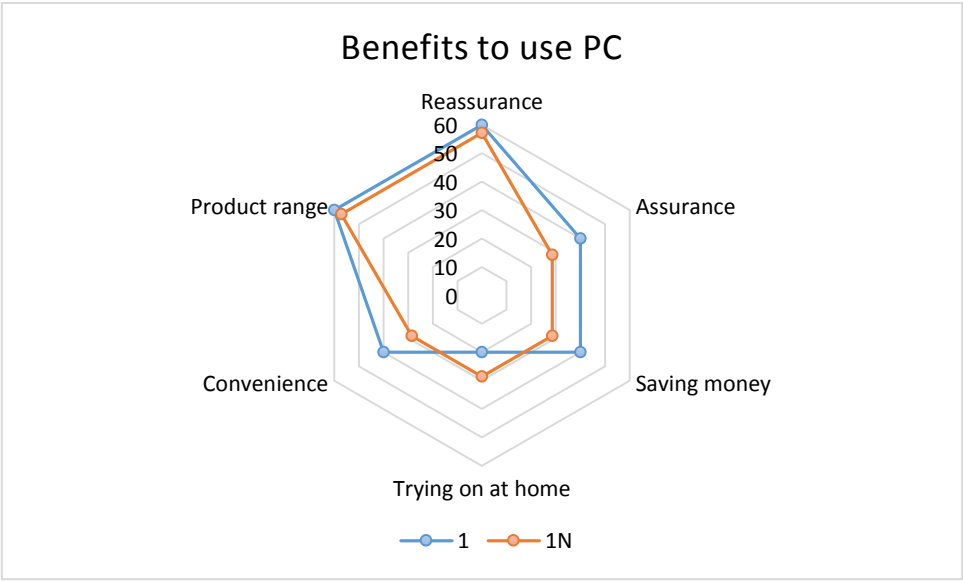 Benefits to use PC
Reassurance
60
50
40
30
20
10
0
Product range
Assurance
Convenience
Saving money
Trying on at home
1
1N